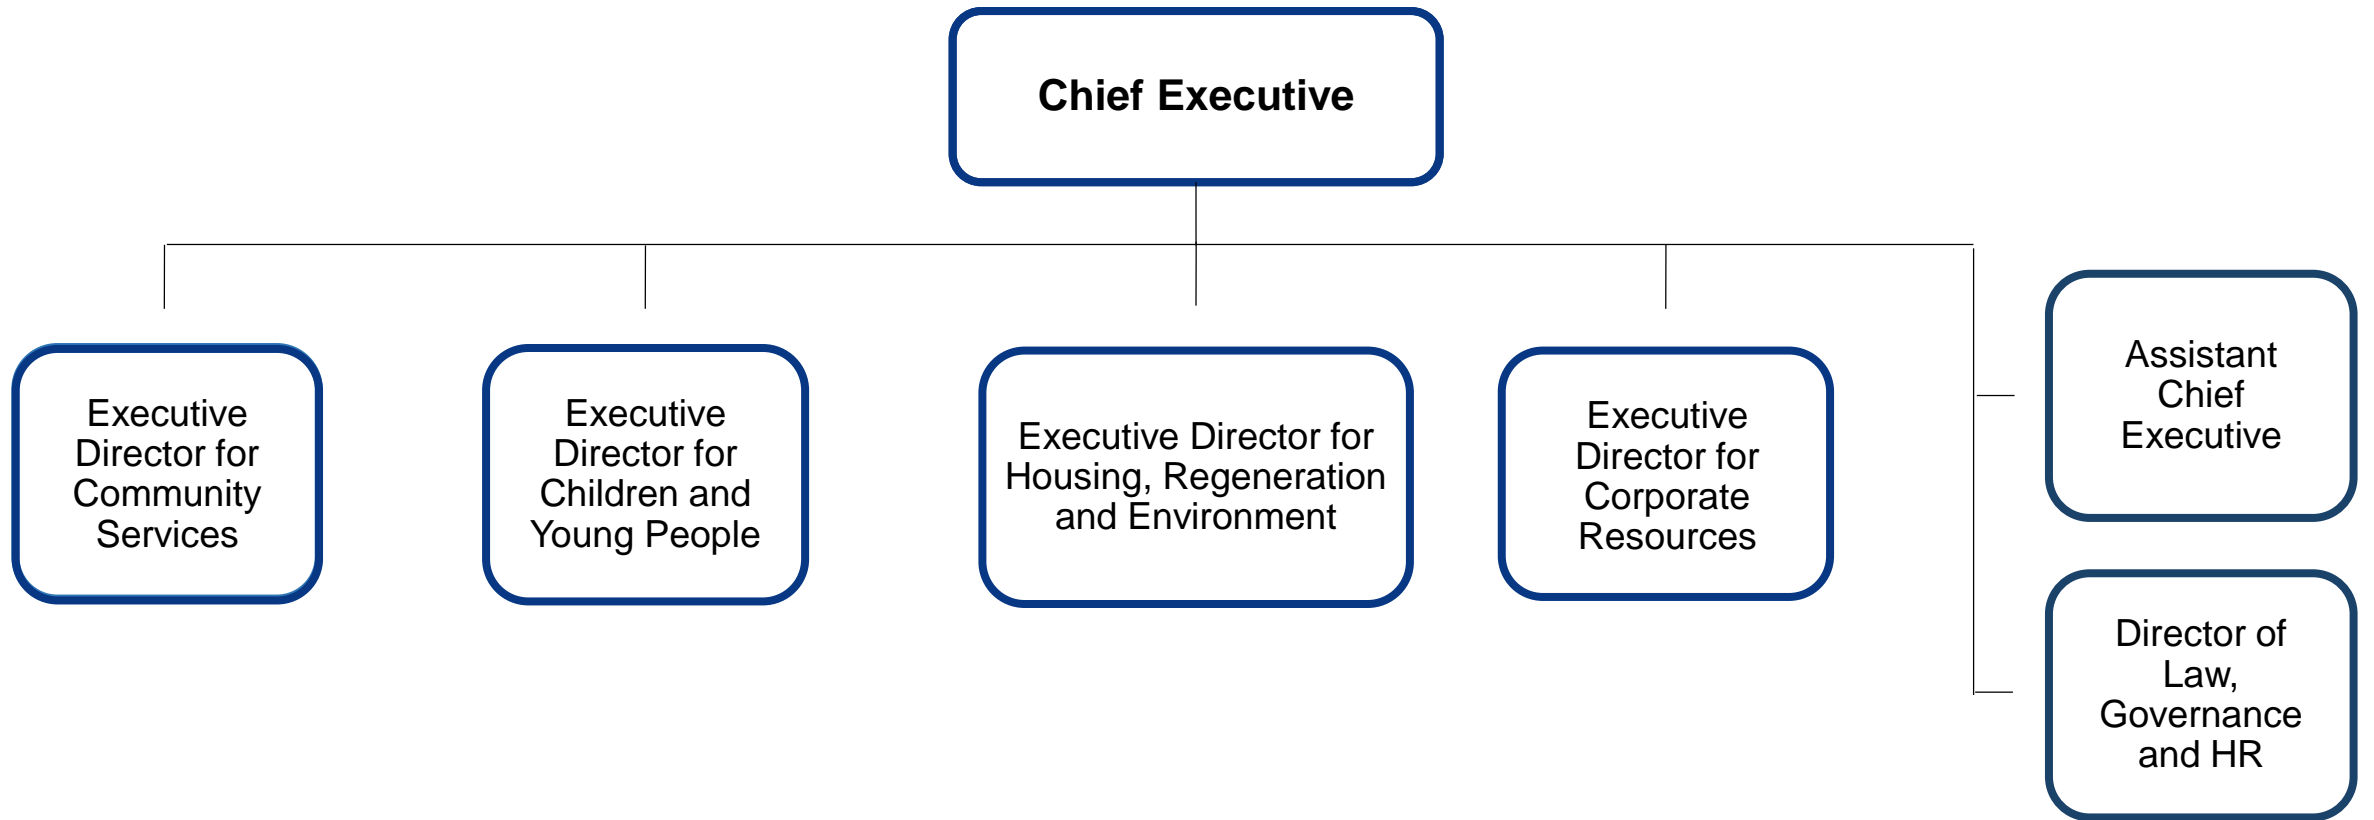 Chief Executive
Executive
Director for
Community
Services
Executive
Director for
Children and
Young People
Executive Director for
Housing, Regeneration
and Environment
Executive
Director for
Corporate
Resources
Assistant
Chief
Executive
Director of
Law,
Governance
and HR